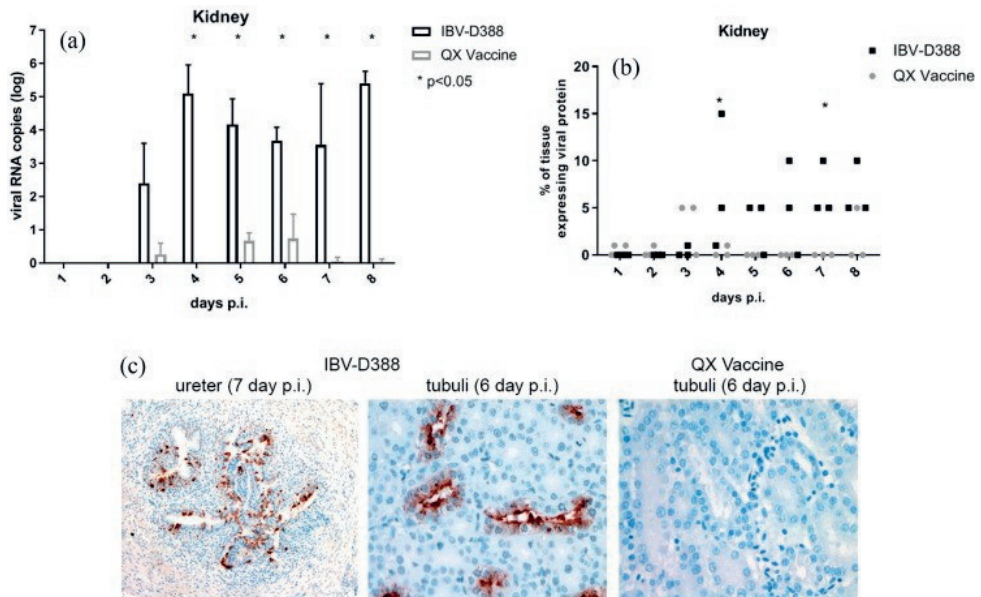 Kidney
(a)
* * * * *
IBV-D388
QX Vaccine
* p<0.05
viral RNA copies (log)
7
6
5
4
3
2
1
0
1 2 3 4 5 6 7 8
days p.i.
Kidney
(b)
IBV-D388
QX Vaccine
* *
% of tissue
expressing viral protein
20
15
10
5
0
1 2 3 4 5 6 7 8
days p.i.
(c)
IBV-D388
QX Vaccine
ureter (7 day p.i.)
tubuli (6 day p.i.)
tubuli (6 day p.i.)